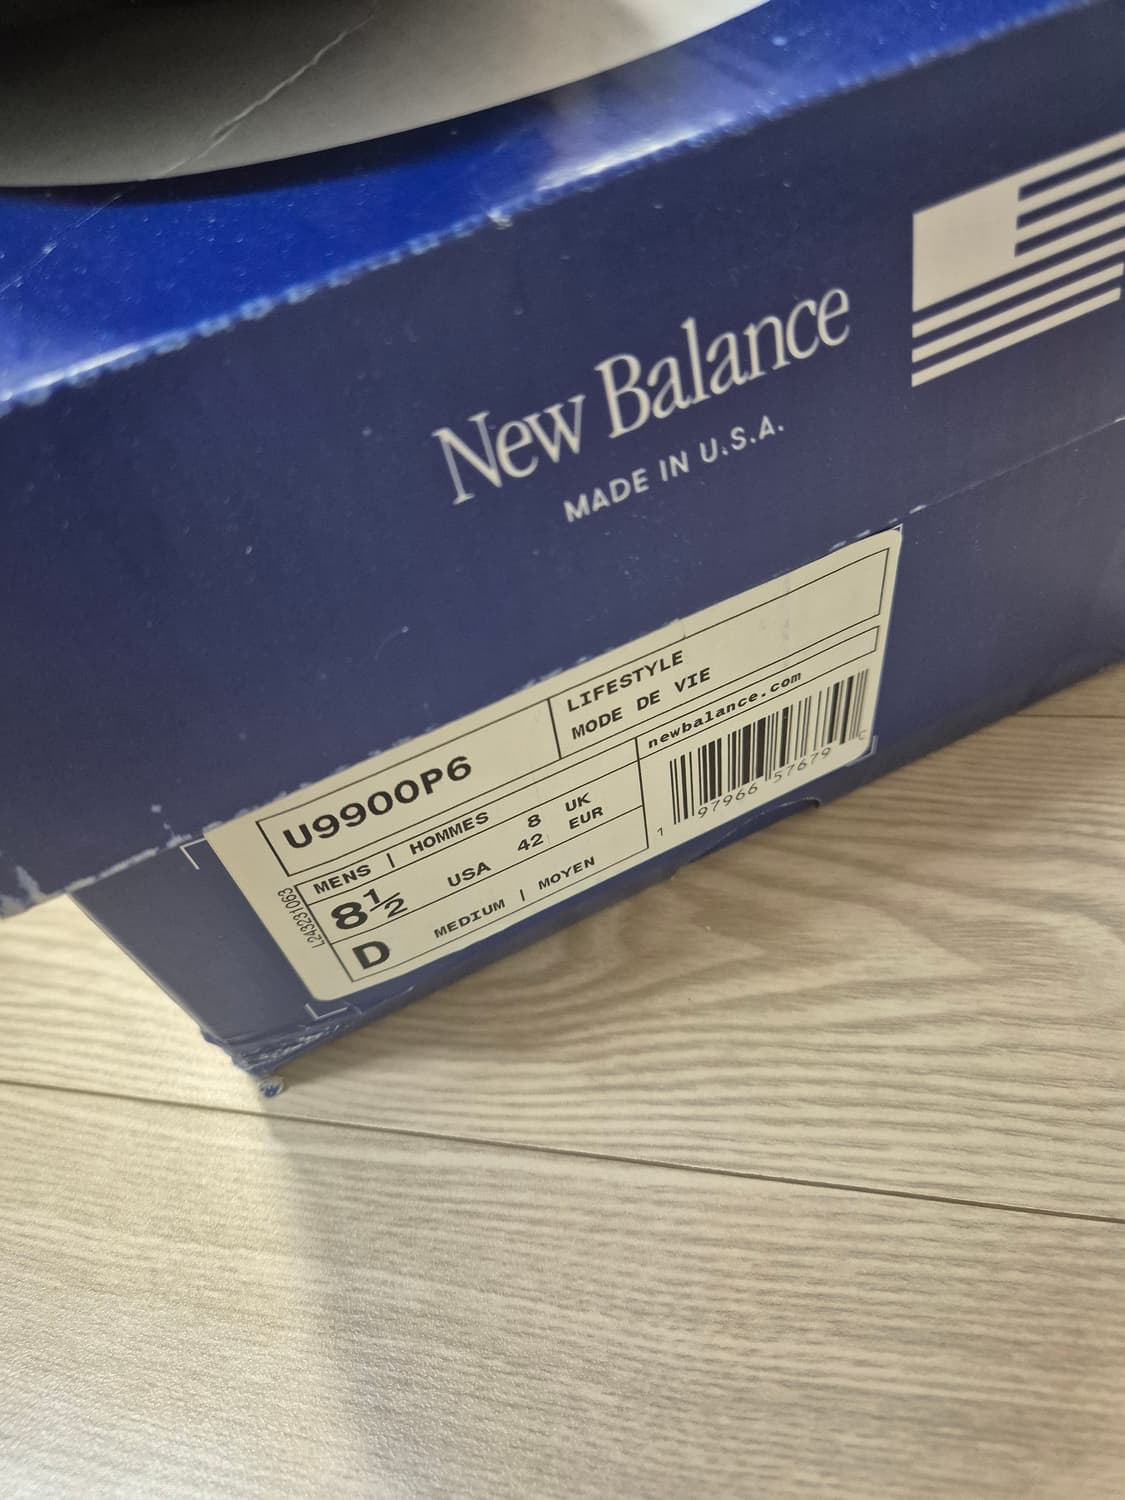 New Balance
MADE IN U.S.A.
U9900P6
LIFESTYLE
MODE DE VIE
MENS | HOMMES
8½ USA
8 UK
42 EUR
D MEDIUM | MOYEN
newbalance.com
1 97966 57679 C
L243231063